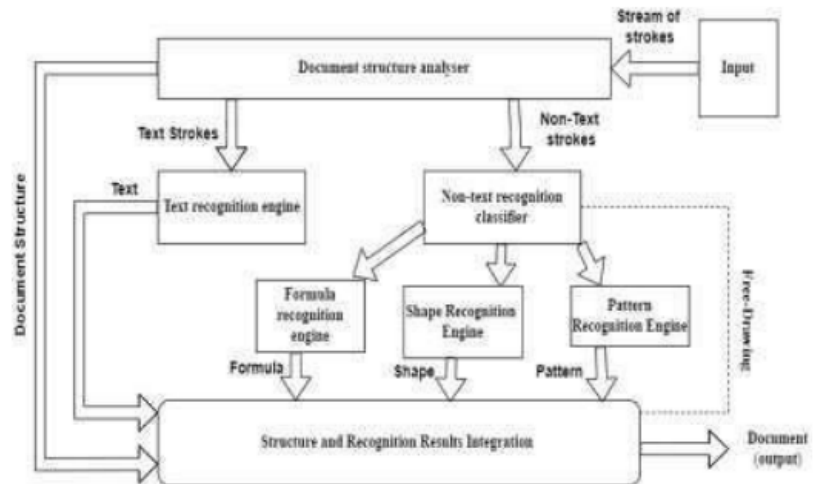 Stream of
strokes
Document structure analyser
Input
Text Strokes
Non-Text
strokes
Text
Text recognition engine
Non-text recognition
classifier
Document Structure
Formula
recognition
engine
Shape Recognition
Engine
Pattern
Recognition Engine
Free-Drawing
Formula
Shape
Pattern
Structure and Recognition Results Integration
Document
(output)